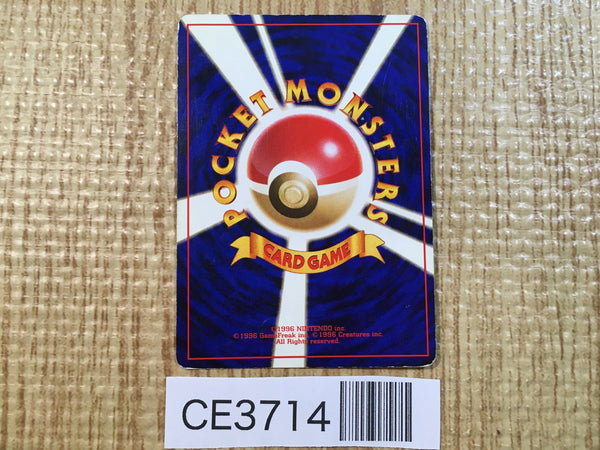 POCKET MONSTERS
CARD GAME
©1996 NINTENDO inc.
©1996 GameFreak inc. ©1996 Creatures inc.
All Rights Reserved.
CE3714